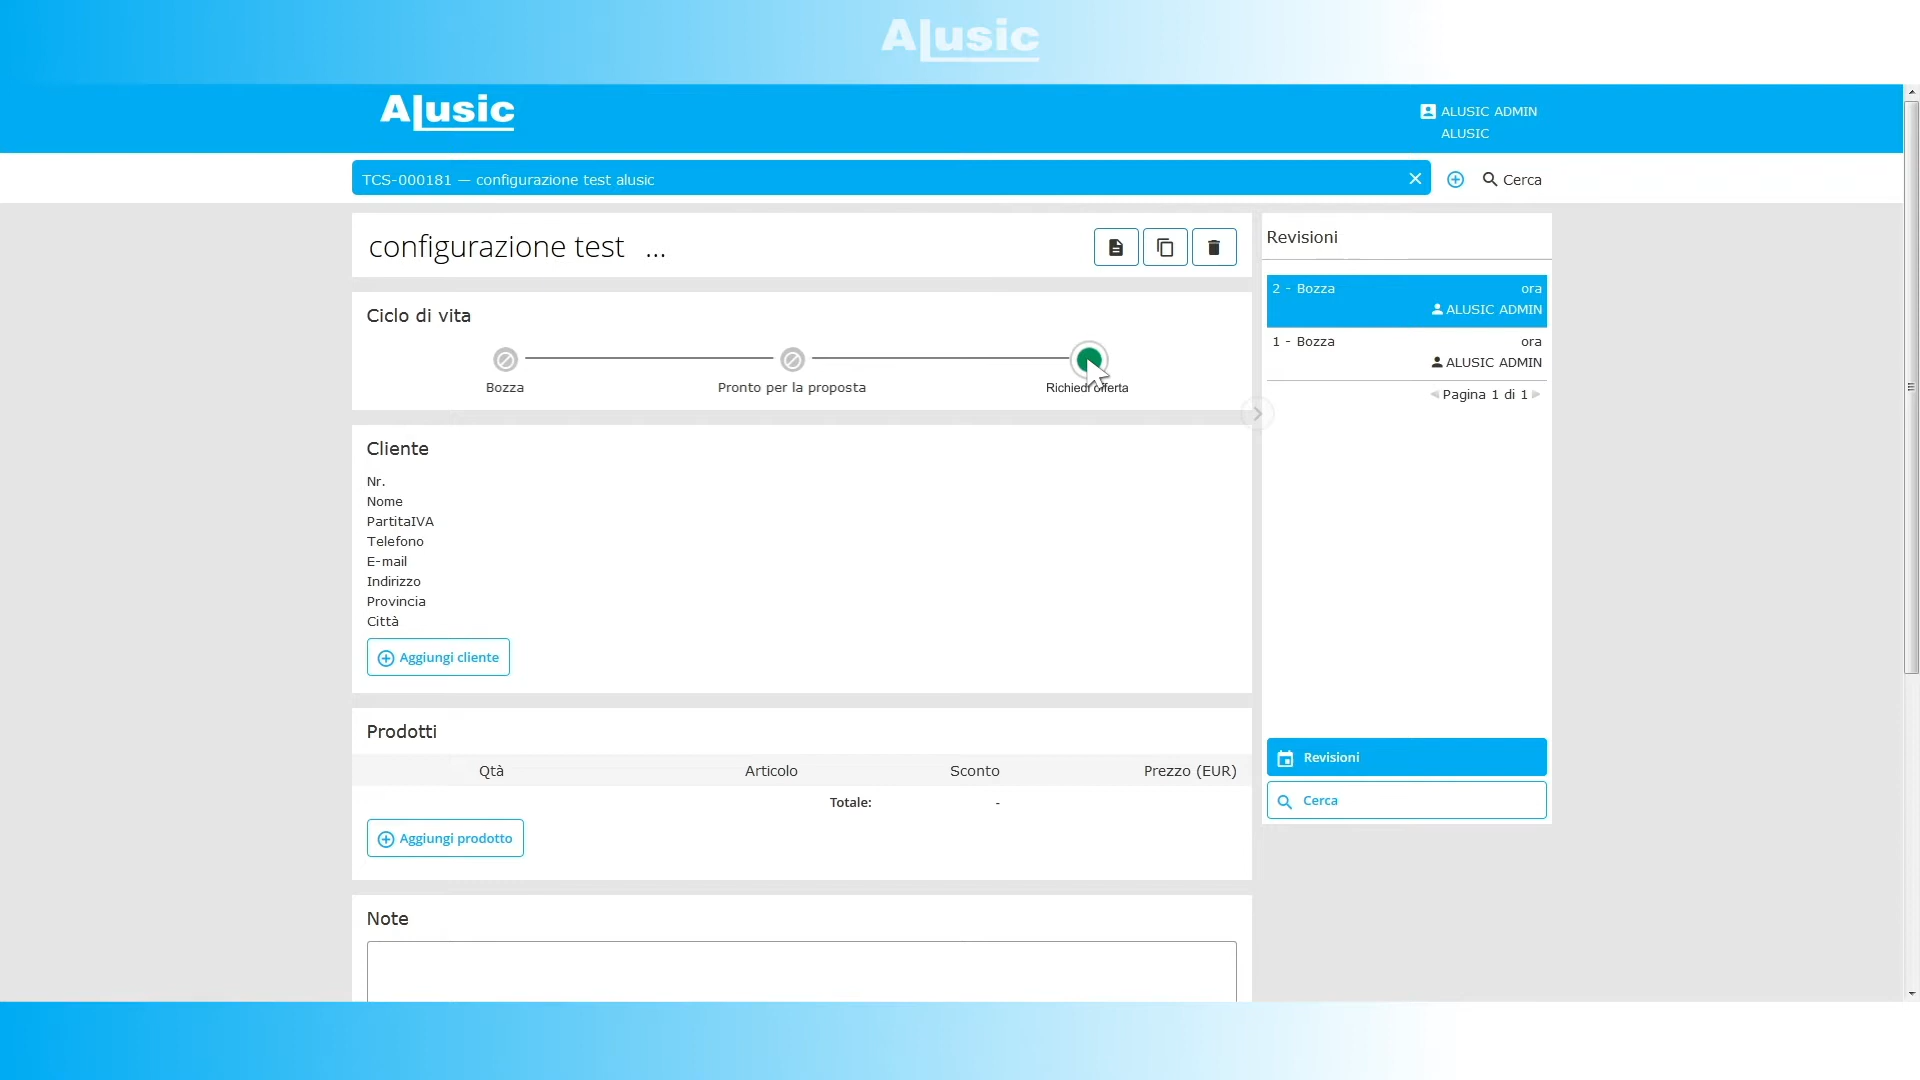 Alusic
Alusic
ALUSIC ADMIN
ALUSIC
TCS-000181 — configurazione test alusic
Cerca
configurazione test ...
Revisioni
2 - Bozza ora
ALUSIC ADMIN
1 - Bozza ora
ALUSIC ADMIN
Pagina 1 di 1
Ciclo di vita
Bozza
Pronto per la proposta
Richiedi offerta
Cliente
Nr.
Nome
PartitaIVA
Telefono
E-mail
Indirizzo
Provincia
Città
Aggiungi cliente
Prodotti
Qtà Articolo Sconto Prezzo (EUR)
Totale: -
Aggiungi prodotto
Revisioni
Cerca
Note